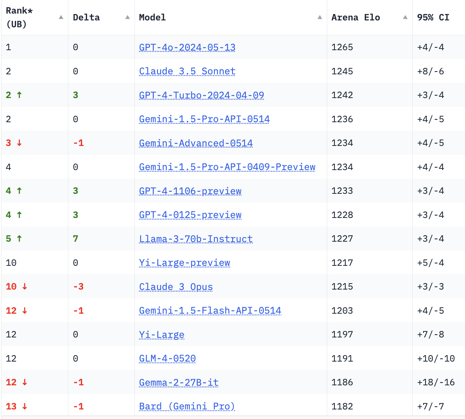 Rank* (UB) ▲ Delta ▲ Model ▲ Arena Elo ▲ 95% CI
1 0 GPT-4o-2024-05-13 1265 +4/-4
2 0 Claude 3.5 Sonnet 1245 +8/-6
2 ↑ 3 GPT-4-Turbo-2024-04-09 1242 +3/-4
2 0 Gemini-1.5-Pro-API-0514 1236 +4/-5
3 ↓ -1 Gemini-Advanced-0514 1234 +4/-5
4 0 Gemini-1.5-Pro-API-0409-Preview 1234 +4/-4
4 ↑ 3 GPT-4-1106-preview 1233 +3/-4
4 ↑ 3 GPT-4-0125-preview 1228 +3/-4
5 ↑ 7 Llama-3-70b-Instruct 1227 +3/-4
10 0 Yi-Large-preview 1217 +5/-4
10 ↓ -3 Claude 3 Opus 1215 +3/-3
12 ↓ -1 Gemini-1.5-Flash-API-0514 1203 +4/-5
12 0 Yi-Large 1197 +7/-8
12 0 GLM-4-0520 1191 +10/-10
12 ↓ -1 Gemma-2-27B-it 1186 +18/-16
13 ↓ -1 Bard (Gemini Pro) 1182 +7/-7